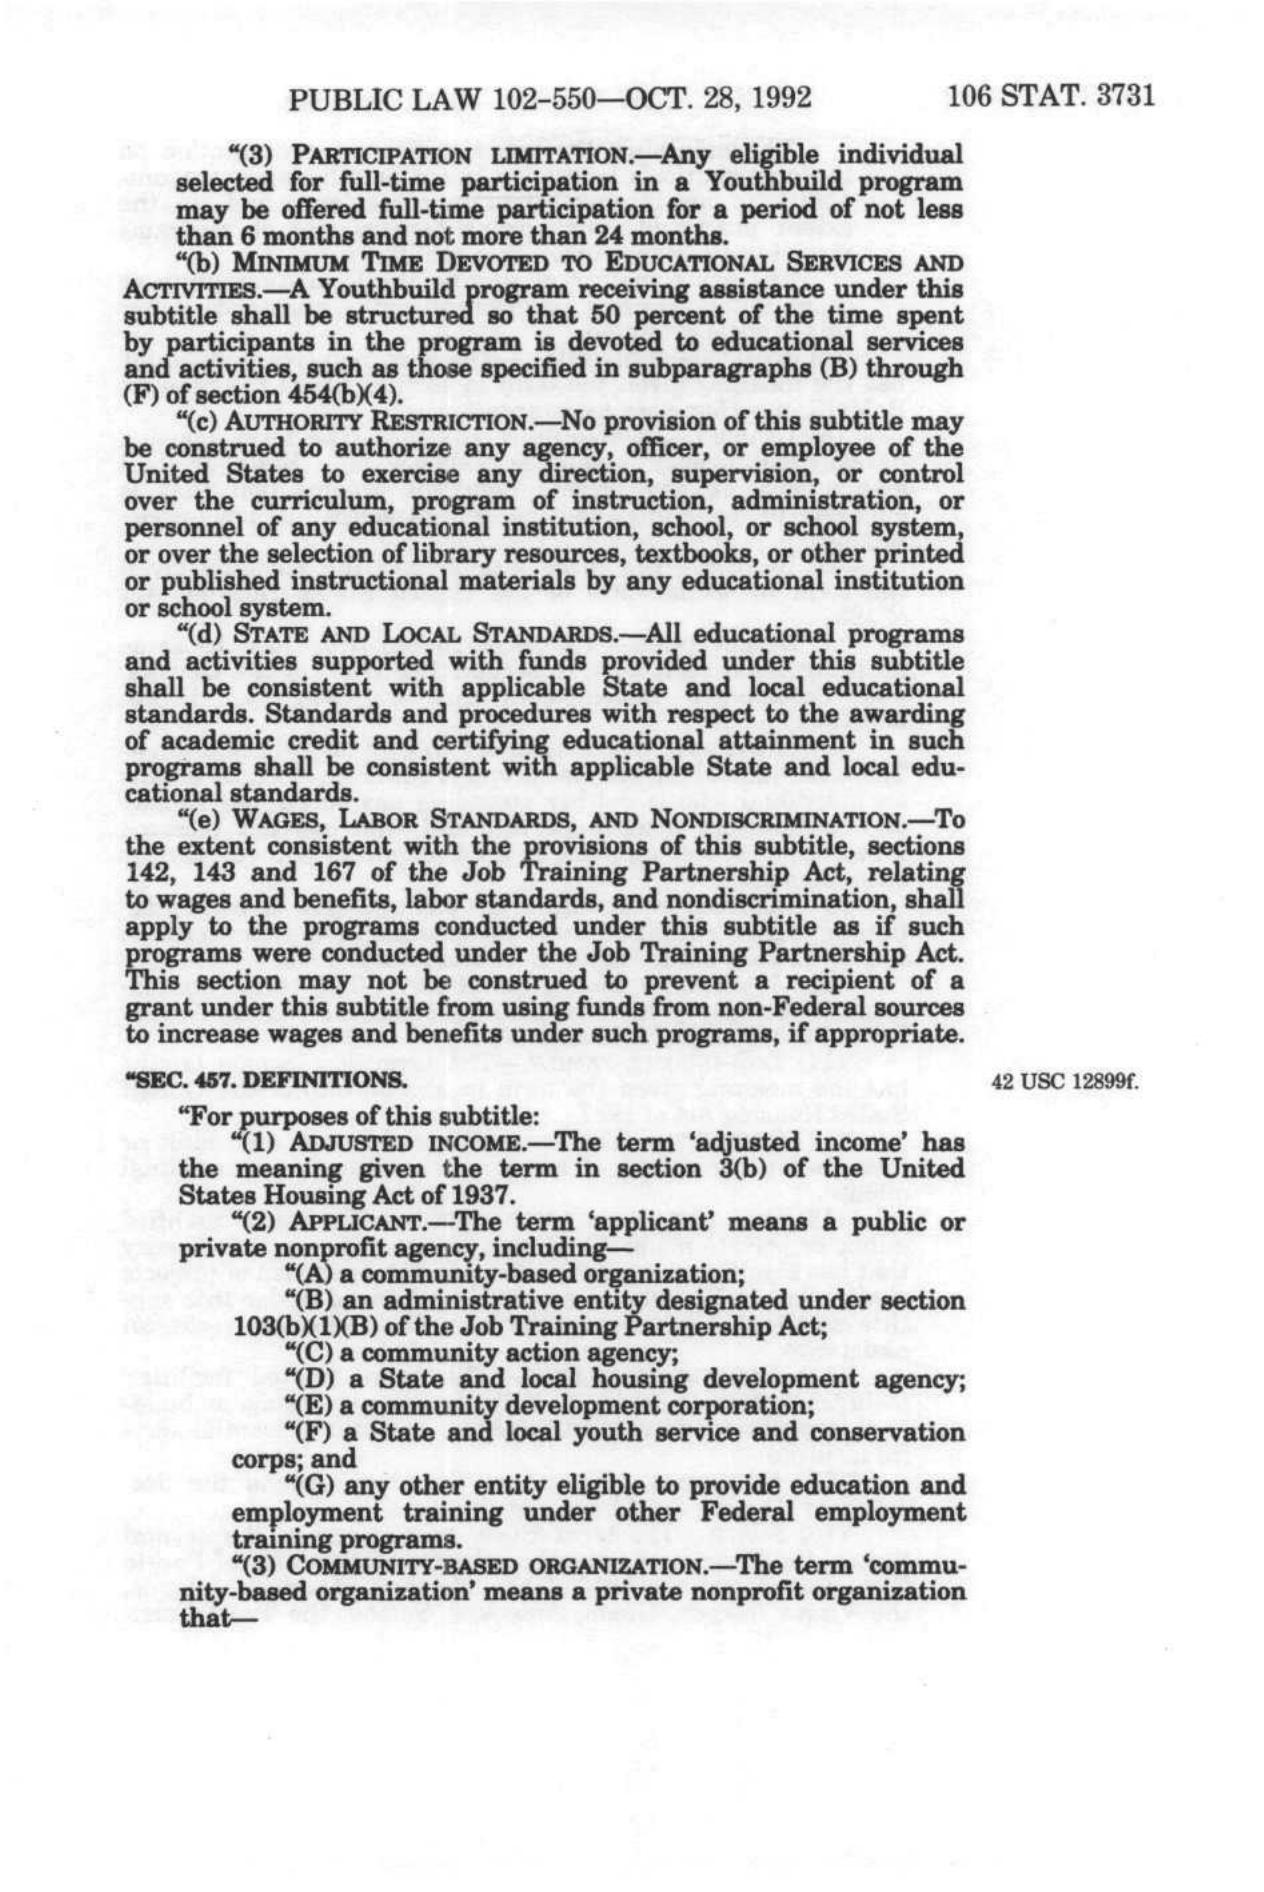 PUBLIC LAW 102–550—OCT. 28, 1992 106 STAT. 3731
“(3) PARTICIPATION LIMITATION.—Any eligible individual
selected for full-time participation in a Youthbuild program
may be offered full-time participation for a period of not less
than 6 months and not more than 24 months.
“(b) MINIMUM TIME DEVOTED TO EDUCATIONAL SERVICES AND
ACTIVITIES.—A Youthbuild program receiving assistance under this
subtitle shall be structured so that 50 percent of the time spent
by participants in the program is devoted to educational services
and activities, such as those specified in subparagraphs (B) through
(F) of section 454(b)(4).
“(c) AUTHORITY RESTRICTION.—No provision of this subtitle may
be construed to authorize any agency, officer, or employee of the
United States to exercise any direction, supervision, or control
over the curriculum, program of instruction, administration, or
personnel of any educational institution, school, or school system,
or over the selection of library resources, textbooks, or other printed
or published instructional materials by any educational institution
or school system.
“(d) STATE AND LOCAL STANDARDS.—All educational programs
and activities supported with funds provided under this subtitle
shall be consistent with applicable State and local educational
standards. Standards and procedures with respect to the awarding
of academic credit and certifying educational attainment in such
programs shall be consistent with applicable State and local edu-
cational standards.
“(e) WAGES, LABOR STANDARDS, AND NONDISCRIMINATION.—To
the extent consistent with the provisions of this subtitle, sections
142, 143 and 167 of the Job Training Partnership Act, relating
to wages and benefits, labor standards, and nondiscrimination, shall
apply to the programs conducted under this subtitle as if such
programs were conducted under the Job Training Partnership Act.
This section may not be construed to prevent a recipient of a
grant under this subtitle from using funds from non-Federal sources
to increase wages and benefits under such programs, if appropriate.
“SEC. 457. DEFINITIONS. 42 USC 12899f.
“For purposes of this subtitle:
“(1) ADJUSTED INCOME.—The term ‘adjusted income’ has
the meaning given the term in section 3(b) of the United
States Housing Act of 1937.
“(2) APPLICANT.—The term ‘applicant’ means a public or
private nonprofit agency, including—
“(A) a community-based organization;
“(B) an administrative entity designated under section
103(b)(1)(B) of the Job Training Partnership Act;
“(C) a community action agency;
“(D) a State and local housing development agency;
“(E) a community development corporation;
“(F) a State and local youth service and conservation
corps; and
“(G) any other entity eligible to provide education and
employment training under other Federal employment
training programs.
“(3) COMMUNITY-BASED ORGANIZATION.—The term ‘commu-
nity-based organization’ means a private nonprofit organization
that—